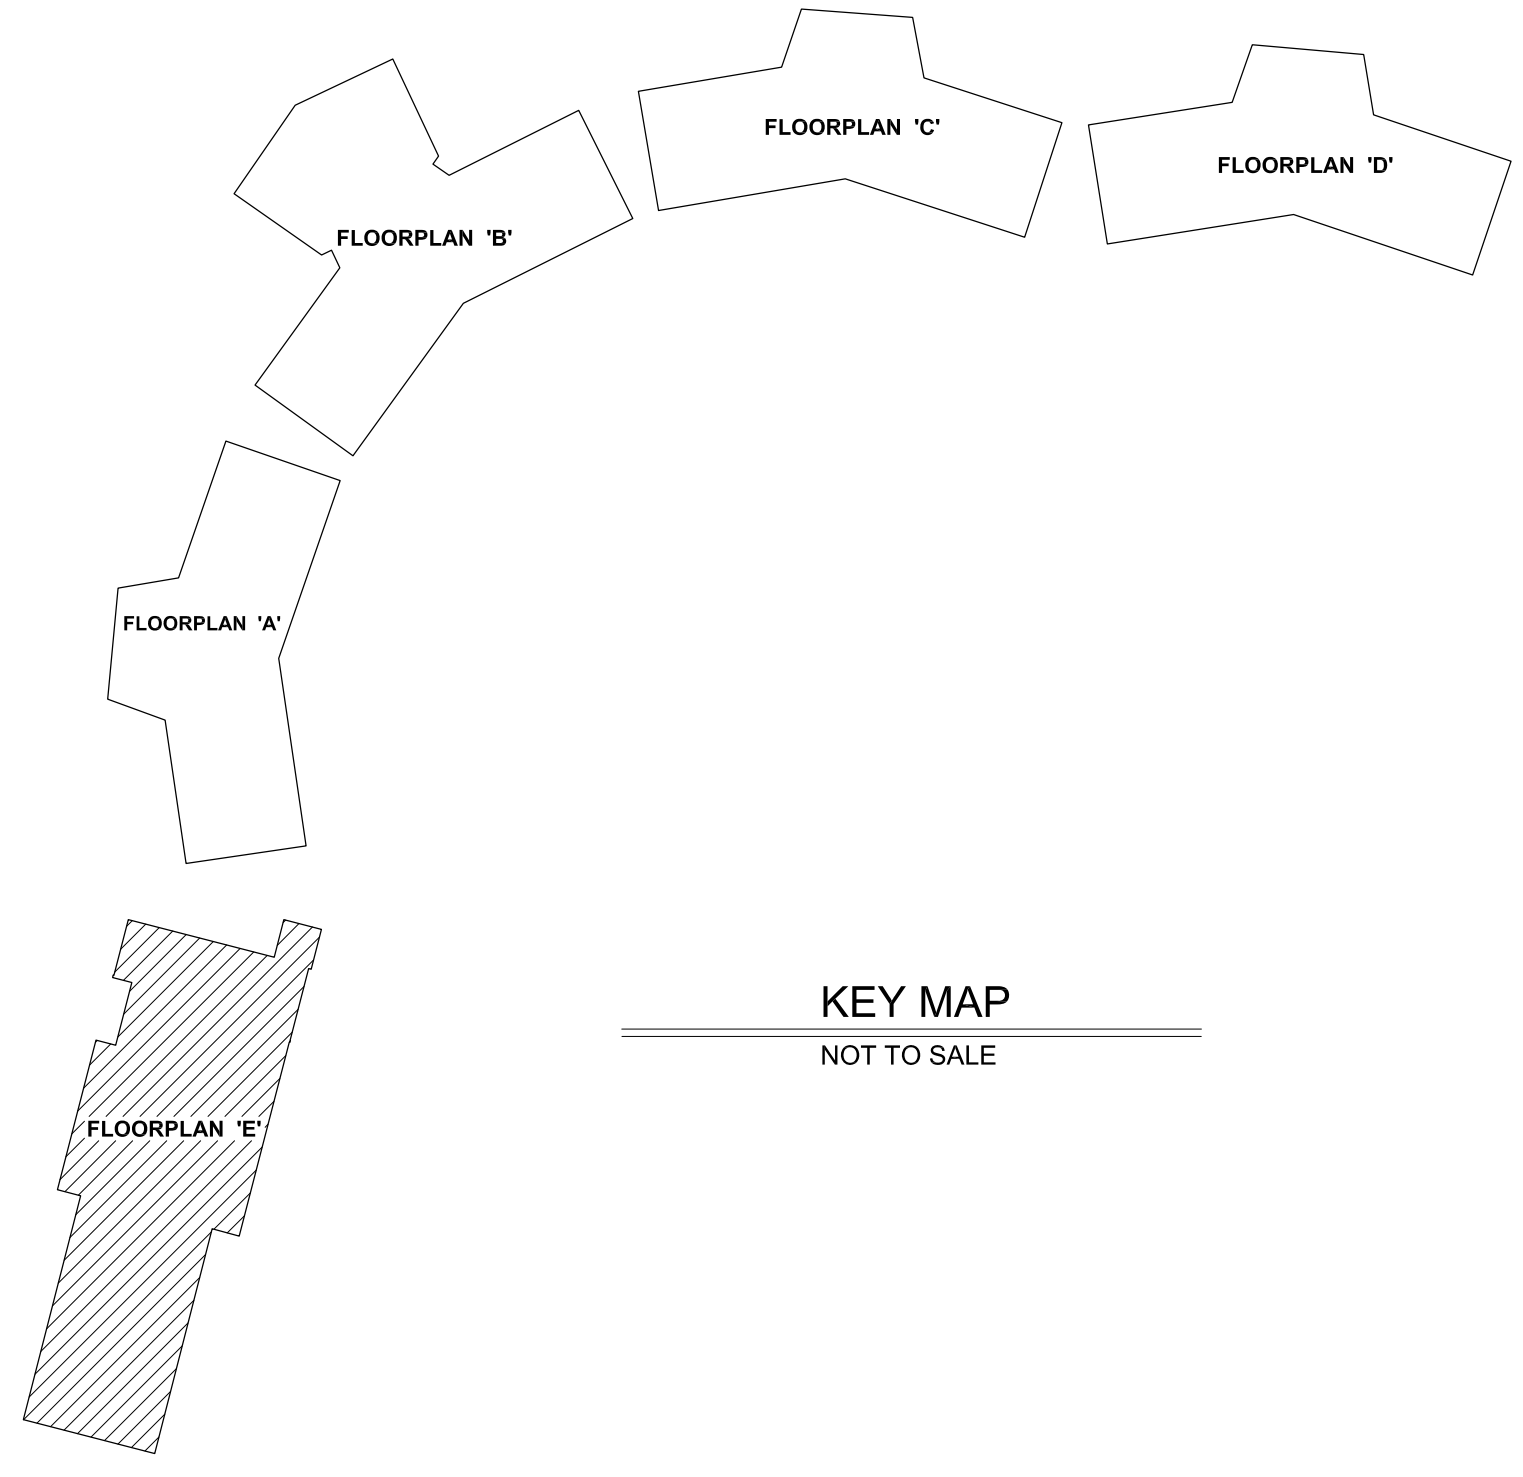 FLOORPLAN 'C'
FLOORPLAN 'D'
FLOORPLAN 'B'
FLOORPLAN 'A'
KEY MAP
NOT TO SALE
FLOORPLAN 'E'